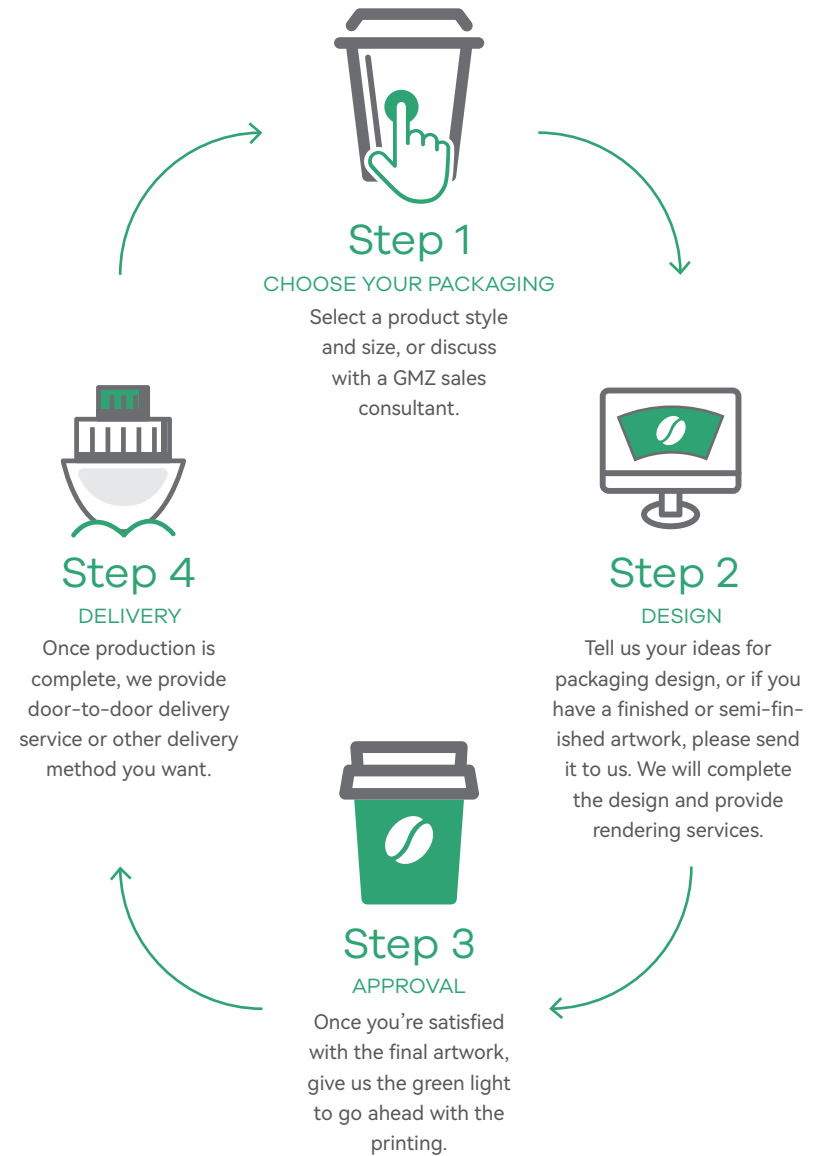 Step 1
CHOOSE YOUR PACKAGING
Select a product style
and size, or discuss
with a GMZ sales
consultant.
Step 2
DESIGN
Tell us your ideas for
packaging design, or if you
have a finished or semi-fin-
ished artwork, please send
it to us. We will complete
the design and provide
rendering services.
Step 3
APPROVAL
Once you’re satisfied
with the final artwork,
give us the green light
to go ahead with the
printing.
Step 4
DELIVERY
Once production is
complete, we provide
door-to-door delivery
service or other delivery
method you want.